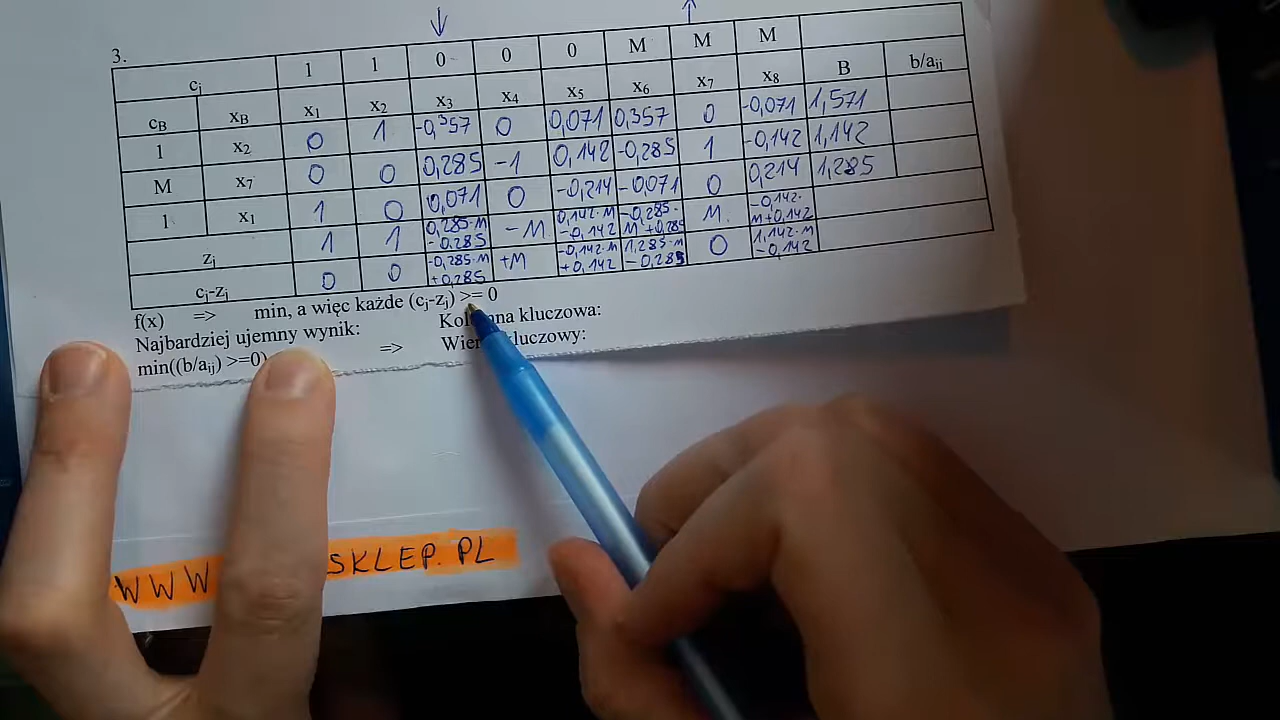 3.
cj 1 1 0 0 0 M M M
cB xB x1 x2 x3 x4 x5 x6 x7 x8 B b/aij
1 x2 0 1 -0,357 0 0,071 0,357 0 -0,071 1,571
M x7 0 0 0,285 -1 0,142 -0,285 1 -0,142 1,142
1 x1 1 0 0,071 0 -0,214 -0,071 0 0,214 1,285
zj 1 1 0,285·M -0,285 -M 0,142·M -0,142 -0,285·M+0,285 M -0,142·M+0,142
cj-zj 0 0 -0,285·M +0,285 +M -0,142·M +0,142 1,285·M -0,285 0 1,142·M -0,142
f(x) => min, a więc każde (cj-zj) >= 0
Najbardziej ujemny wynik: kluczowa:
min((b/aij) >=0) => kluczowy:
WWW SKLEP.PL